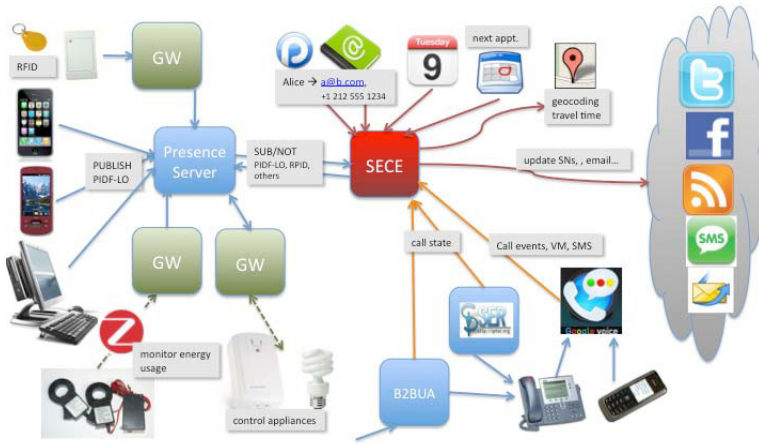 RFID
GW
Alice → a@b.com,
+1 212 555 1234
Tuesday
9
next appt.
geocoding
travel time
Presence
Server
SUB/NOT
PIDF-LO, RPID,
others
SECE
PUBLISH
PIDF-LO
update SNs, , email...
SMS
GW
GW
call state
Call events, VM, SMS
SER
Google voice
monitor energy
usage
control appliances
B2BUA